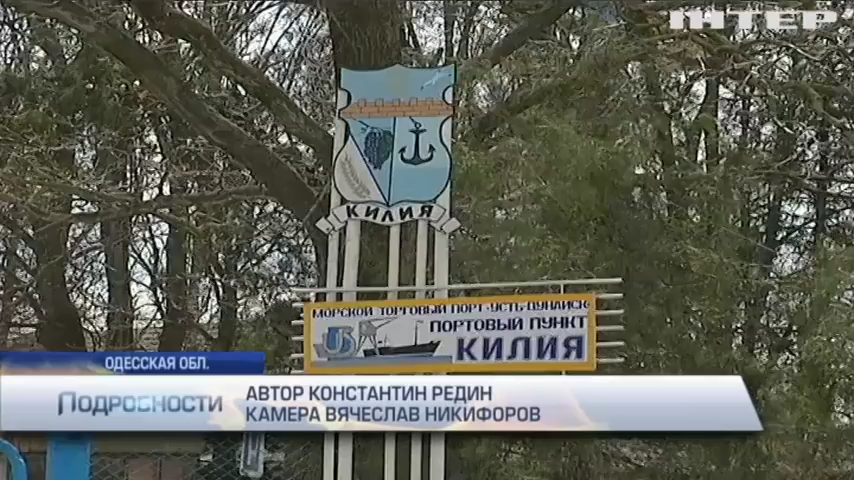 ІНТЕР
КИЛИЯ
МОРСКОЙ ТОРГОВЫЙ ПОРТ "УСТЬ-ДУНАЙСК"
ПОРТОВЫЙ ПУНКТ
КИЛИЯ
ОДЕССКАЯ ОБЛ.
ПОДРОБНОСТИ
АВТОР КОНСТАНТИН РЕДИН
КАМЕРА ВЯЧЕСЛАВ НИКИФОРОВ